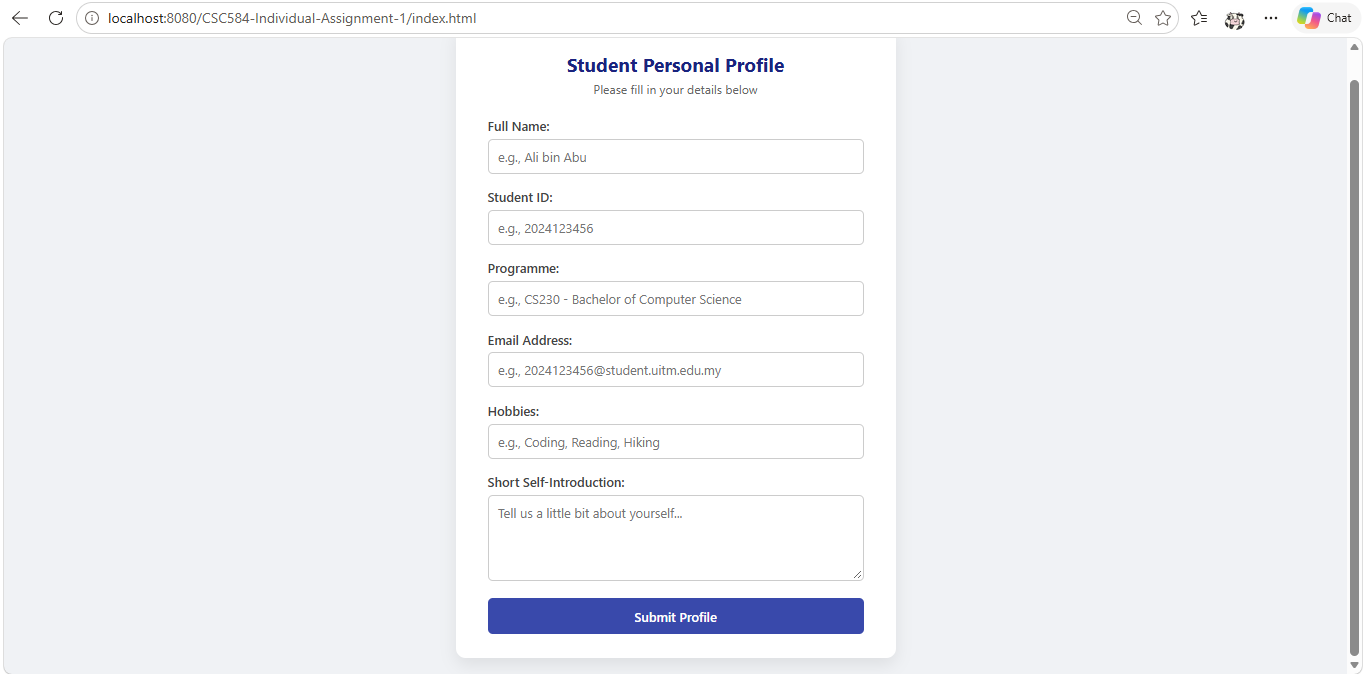 localhost:8080/CSC584-Individual-Assignment-1/index.html
Chat
Student Personal Profile
Please fill in your details below
Full Name:
e.g., Ali bin Abu
Student ID:
e.g., 2024123456
Programme:
e.g., CS230 - Bachelor of Computer Science
Email Address:
e.g., 2024123456@student.uitm.edu.my
Hobbies:
e.g., Coding, Reading, Hiking
Short Self-Introduction:
Tell us a little bit about yourself...
Submit Profile